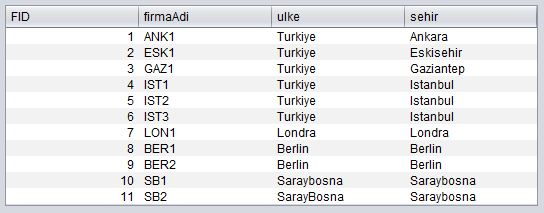 FID firmaAdi ulke sehir
1 ANK1 Turkiye Ankara
2 ESK1 Turkiye Eskisehir
3 GAZ1 Turkiye Gaziantep
4 IST1 Turkiye Istanbul
5 IST2 Turkiye Istanbul
6 IST3 Turkiye Istanbul
7 LON1 Londra Londra
8 BER1 Berlin Berlin
9 BER2 Berlin Berlin
10 SB1 Saraybosna Saraybosna
11 SB2 SarayBosna Saraybosna